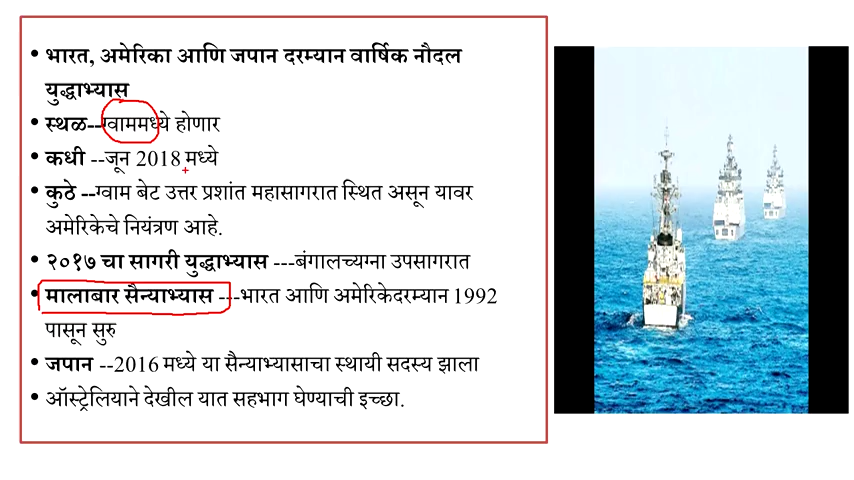 • भारत, अमेरिका आणि जपान दरम्यान वार्षिक नौदल
युद्धाभ्यास
• स्थळ--ग्वाममध्ये होणार
• कधी --जून 2018 मध्ये
• कुठे --ग्वाम बेट उत्तर प्रशांत महासागरात स्थित असून यावर
अमेरिकेचे नियंत्रण आहे.
• २०१७ चा सागरी युद्धाभ्यास ---बंगालच्यग्ना उपसागरात
• मालाबार सैन्याभ्यास ---भारत आणि अमेरिकेदरम्यान 1992
पासून सुरु
• जपान --2016 मध्ये या सैन्याभ्यासाचा स्थायी सदस्य झाला
• ऑस्ट्रेलियाने देखील यात सहभाग घेण्याची इच्छा.